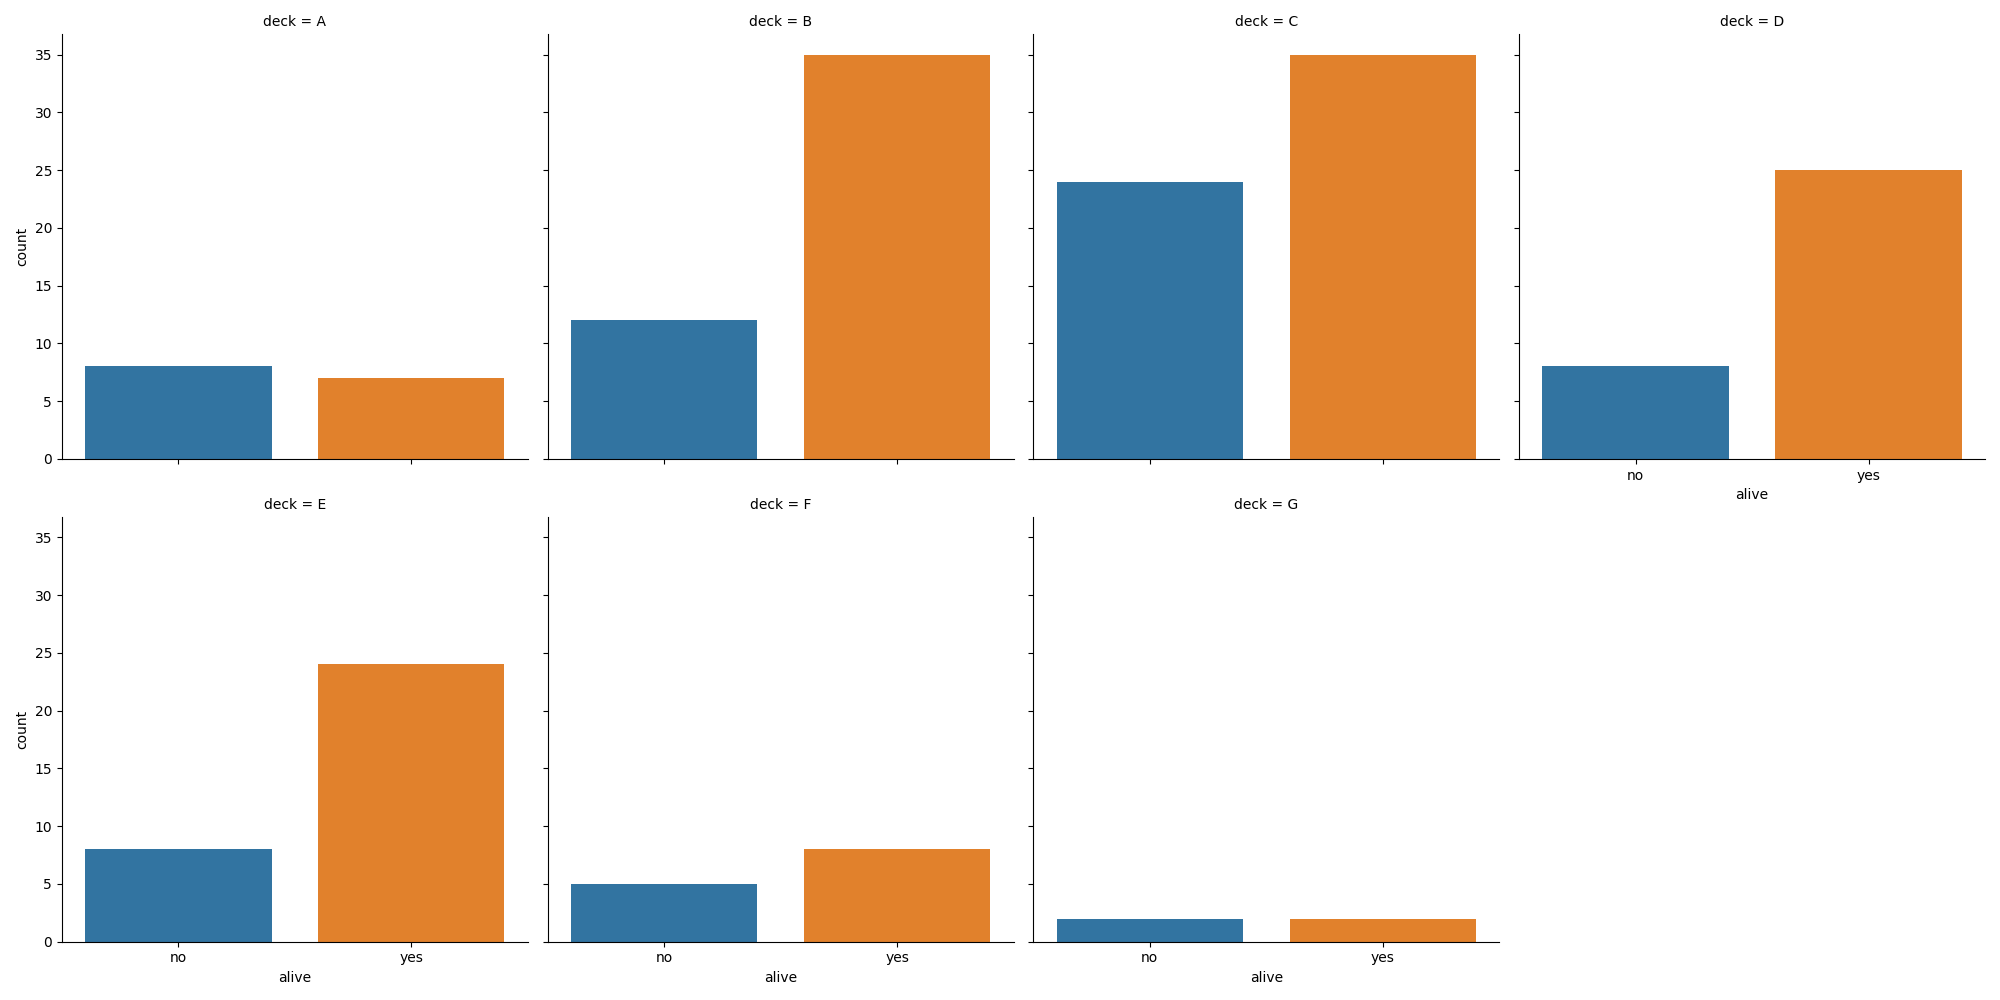 deck = A
deck = B
deck = C
deck = D
35
30
25
20
15
10
5
0
count
no
yes
alive
deck = E
deck = F
deck = G
35
30
25
20
15
10
5
0
count
no
yes
alive
no
yes
alive
no
yes
alive